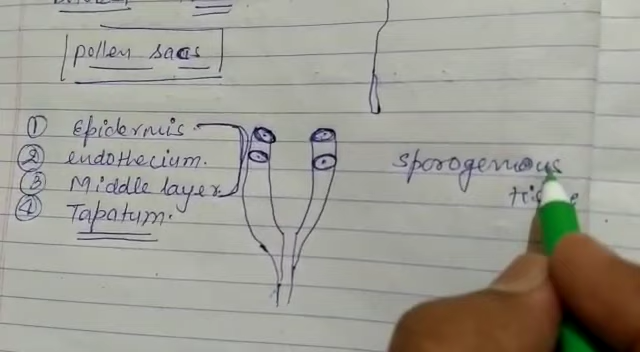 pollen sacs
① Epidermis.
② endothecium.
③ Middle layer
④ Tapatum.
sporogenous